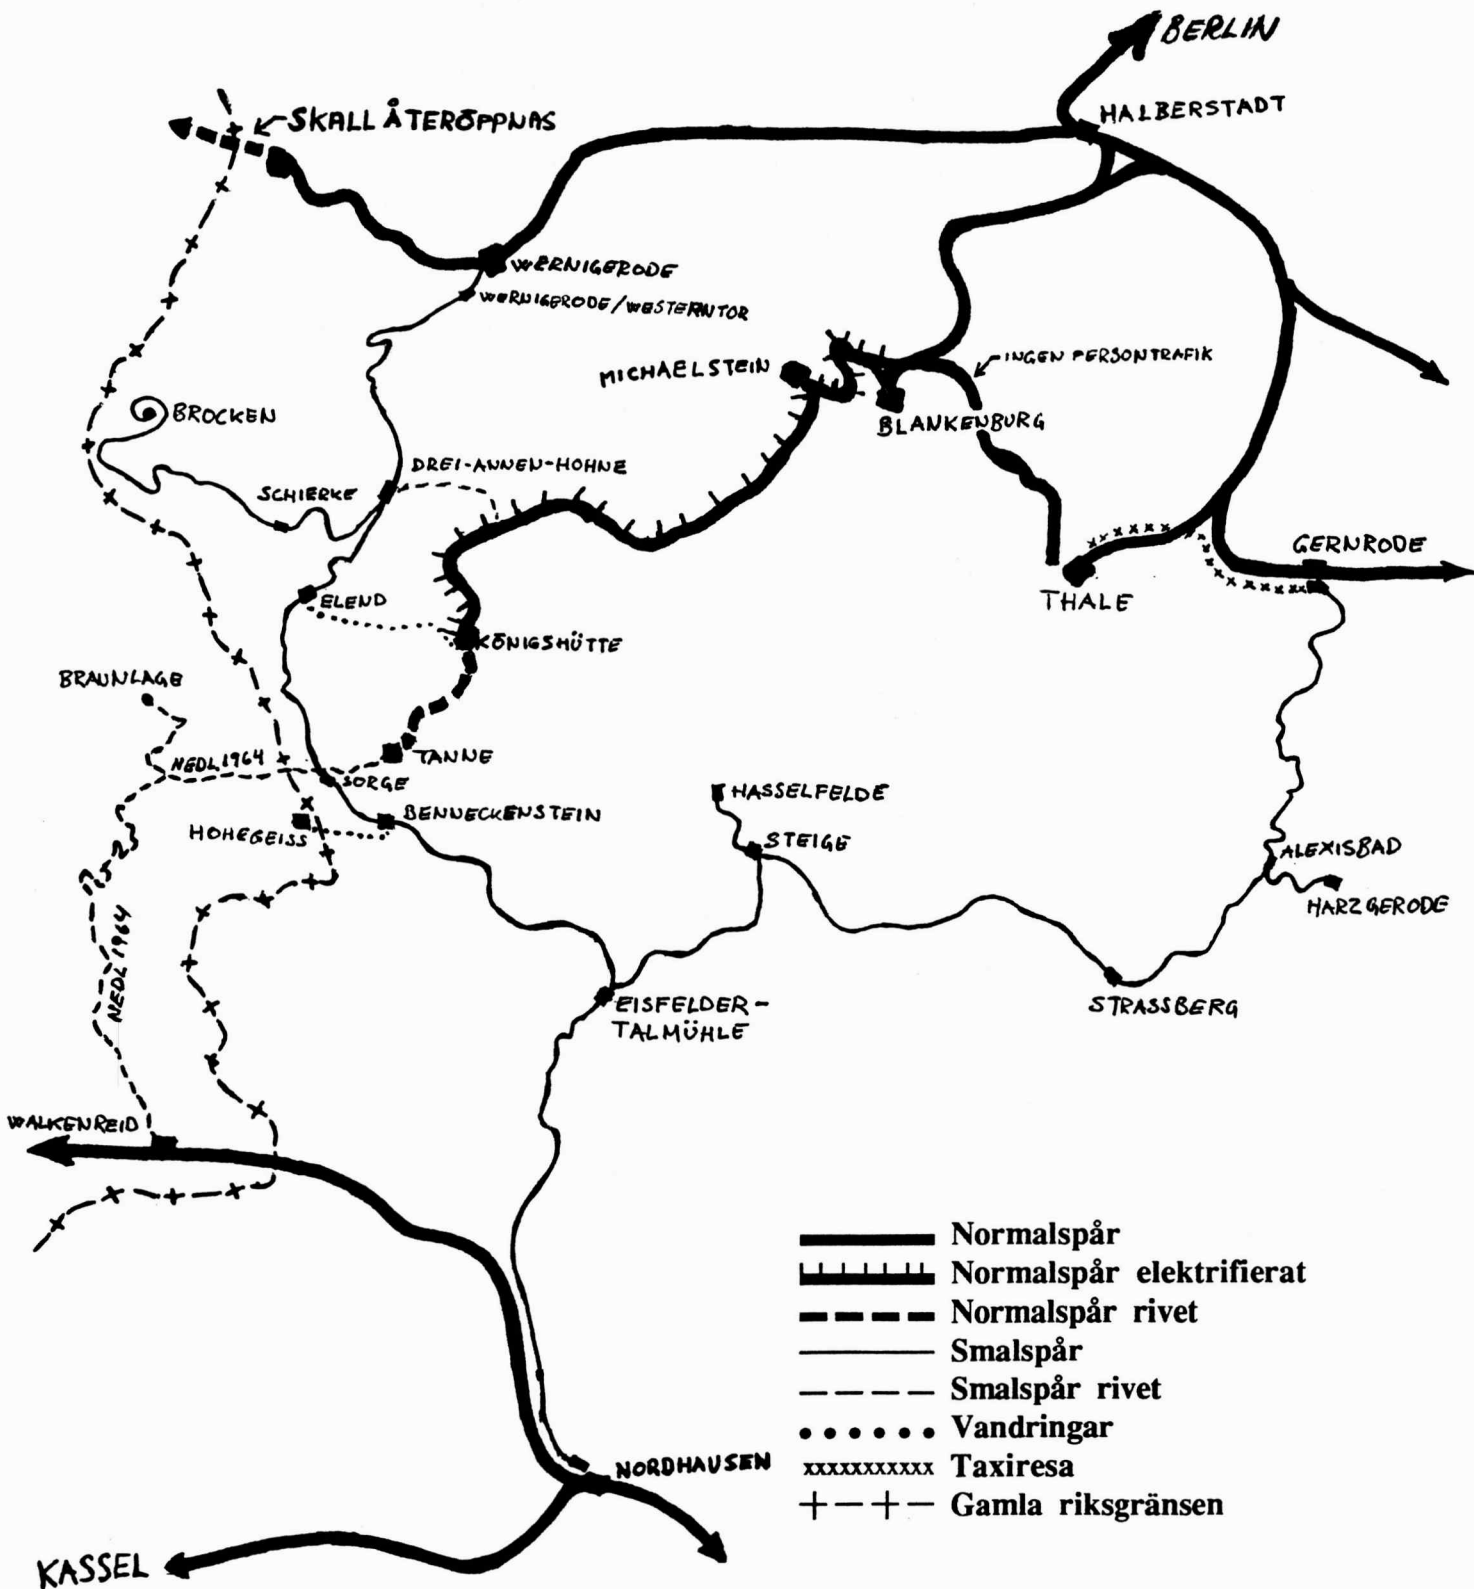 BERLIN
HALBERSTADT
SKALL ÅTERÖPPNAS
WERNIGERODE
WERNIGERODE/WESTERNTOR
INGEN PERSONTRAFIK
MICHAELSTEIN
BLANKENBURG
BROCKEN
DREI-ANNEN-HOHNE
SCHIERKE
GERNRODE
THALE
ELEND
KÖNIGSHÜTTE
BRAUNLAGE
NEDL 1964
TANNE
SORGE
HASSELFELDE
BENNECKENSTEIN
HOHEGEISS
STEIGE
ALEXISBAD
HARZGERODE
NEDL 1964
EISFELDER-
TALMÜHLE
STRASSBERG
WALKENREID
Normalspår
Normalspår elektrifierat
Normalspår rivet
Smalspår
Smalspår rivet
Vandringar
Taxiresa
Gamla riksgränsen
NORDHAUSEN
KASSEL